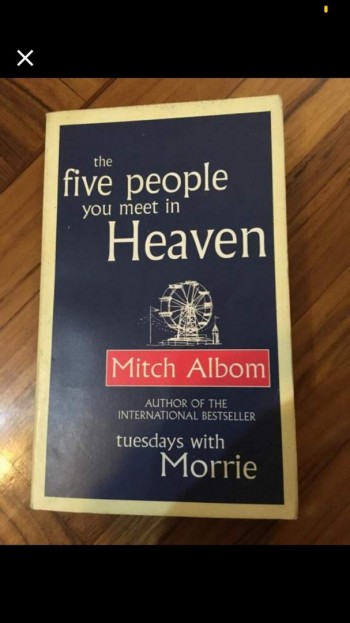 the
five people
you meet in
Heaven
Mitch Albom
AUTHOR OF THE
INTERNATIONAL BESTSELLER
tuesdays with
Morrie